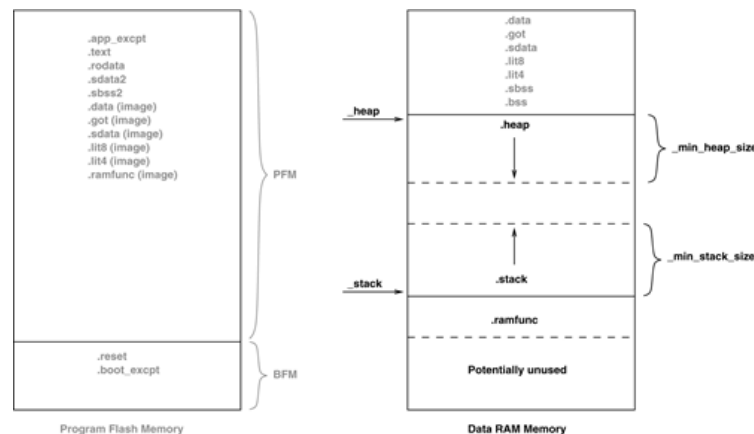 .app_excpt
.text
.rodata
.sdata2
.sbss2
.data (image)
.got (image)
.sdata (image)
.lit8 (image)
.lit4 (image)
.ramfunc (image)
PFM
.reset
.boot_excpt
BFM
Program Flash Memory
.data
.got
.sdata
.lit8
.lit4
.sbss
.bss
_heap
.heap
_min_heap_size
_min_stack_size
.stack
_stack
.ramfunc
Potentially unused
Data RAM Memory